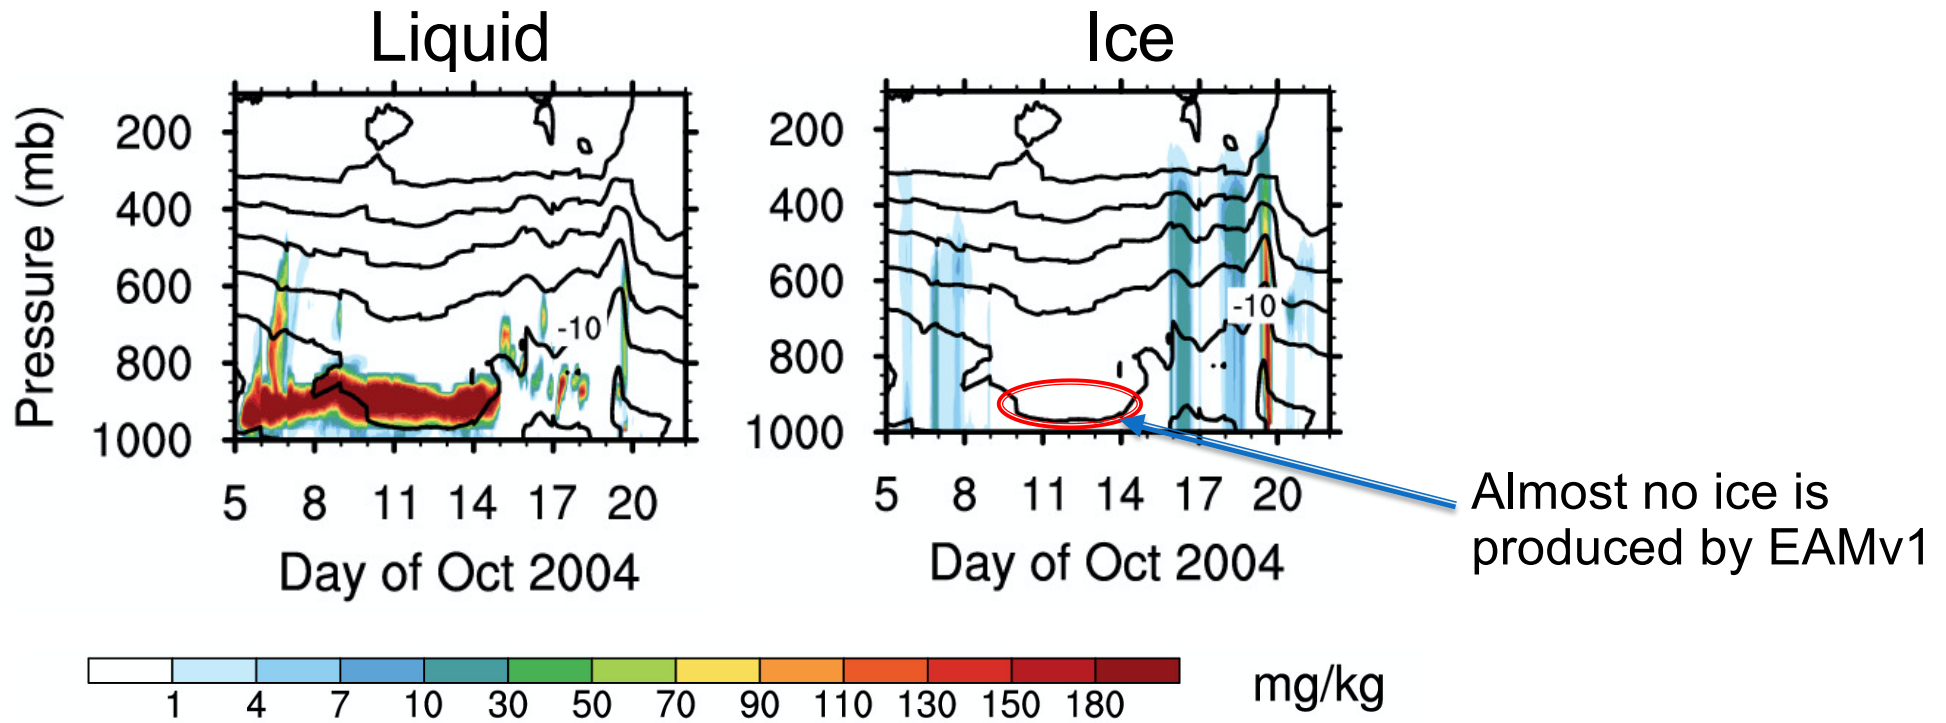 Liquid
Ice
Pressure (mb)
200
400
600
800
1000
-10
5 8 11 14 17 20
Day of Oct 2004
200
400
600
800
1000
-10
5 8 11 14 17 20
Day of Oct 2004
Almost no ice is
produced by EAMv1
1 4 7 10 30 50 70 90 110 130 150 180
mg/kg